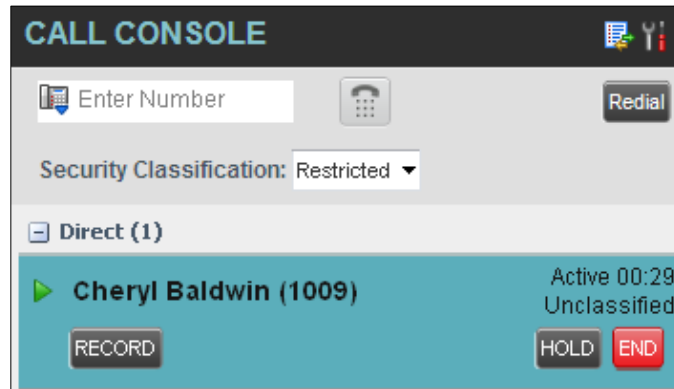 CALL CONSOLE
Enter Number
Redial
Security Classification: Restricted
Direct (1)
Cheryl Baldwin (1009)
Active 00:29
Unclassified
RECORD
HOLD
END